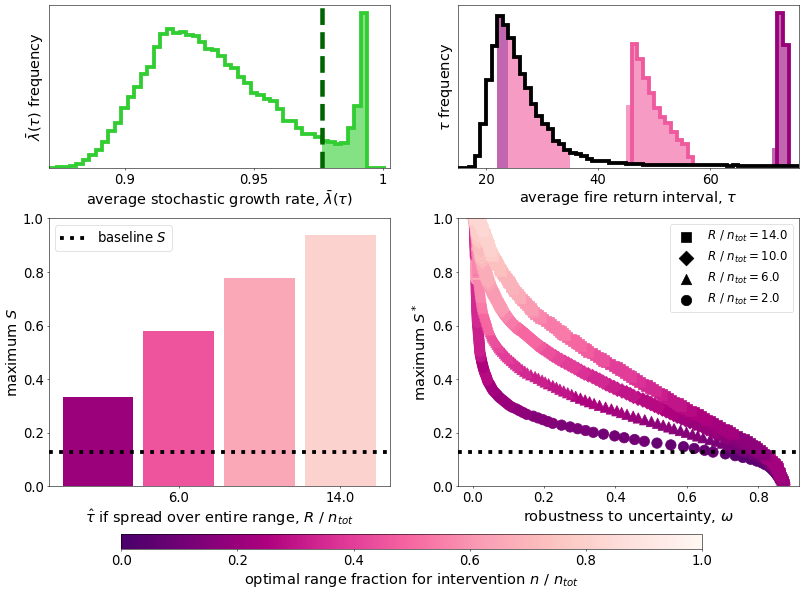 λ̄(τ) frequency
0.9 0.95 1
average stochastic growth rate, λ̄(τ)
τ frequency
20 40 60
average fire return interval, τ
maximum S
1.0
0.8
0.6
0.4
0.2
0.0
baseline S
6.0 14.0
τ̂ if spread over entire range, R / n_tot
maximum S*
1.0
0.8
0.6
0.4
0.2
0.0
R / n_tot = 14.0
R / n_tot = 10.0
R / n_tot = 6.0
R / n_tot = 2.0
0.0 0.2 0.4 0.6 0.8
robustness to uncertainty, ω
0.0 0.2 0.4 0.6 0.8 1.0
optimal range fraction for intervention n / n_tot